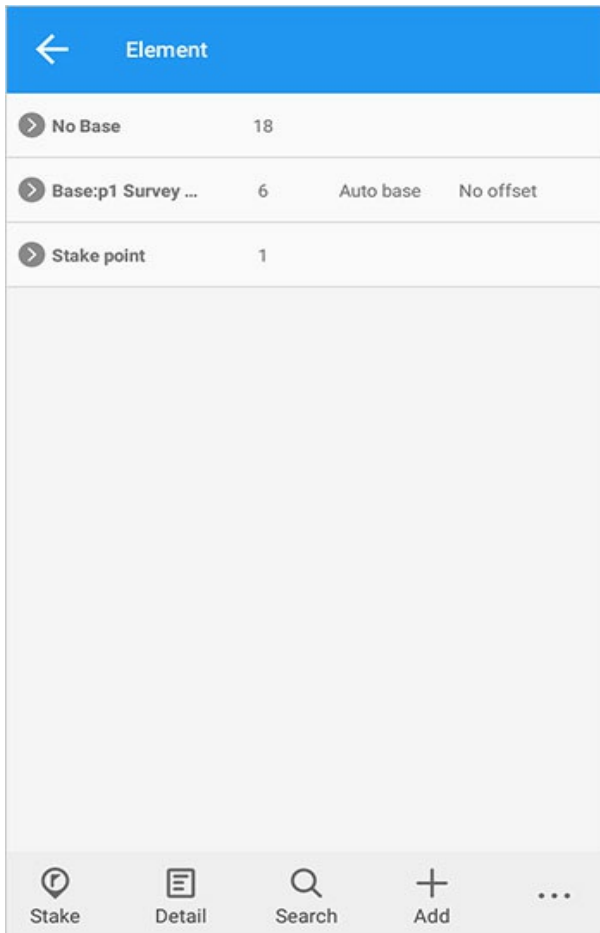 Element
No Base 18
Base:p1 Survey ... 6 Auto base No offset
Stake point 1
Stake Detail Search Add